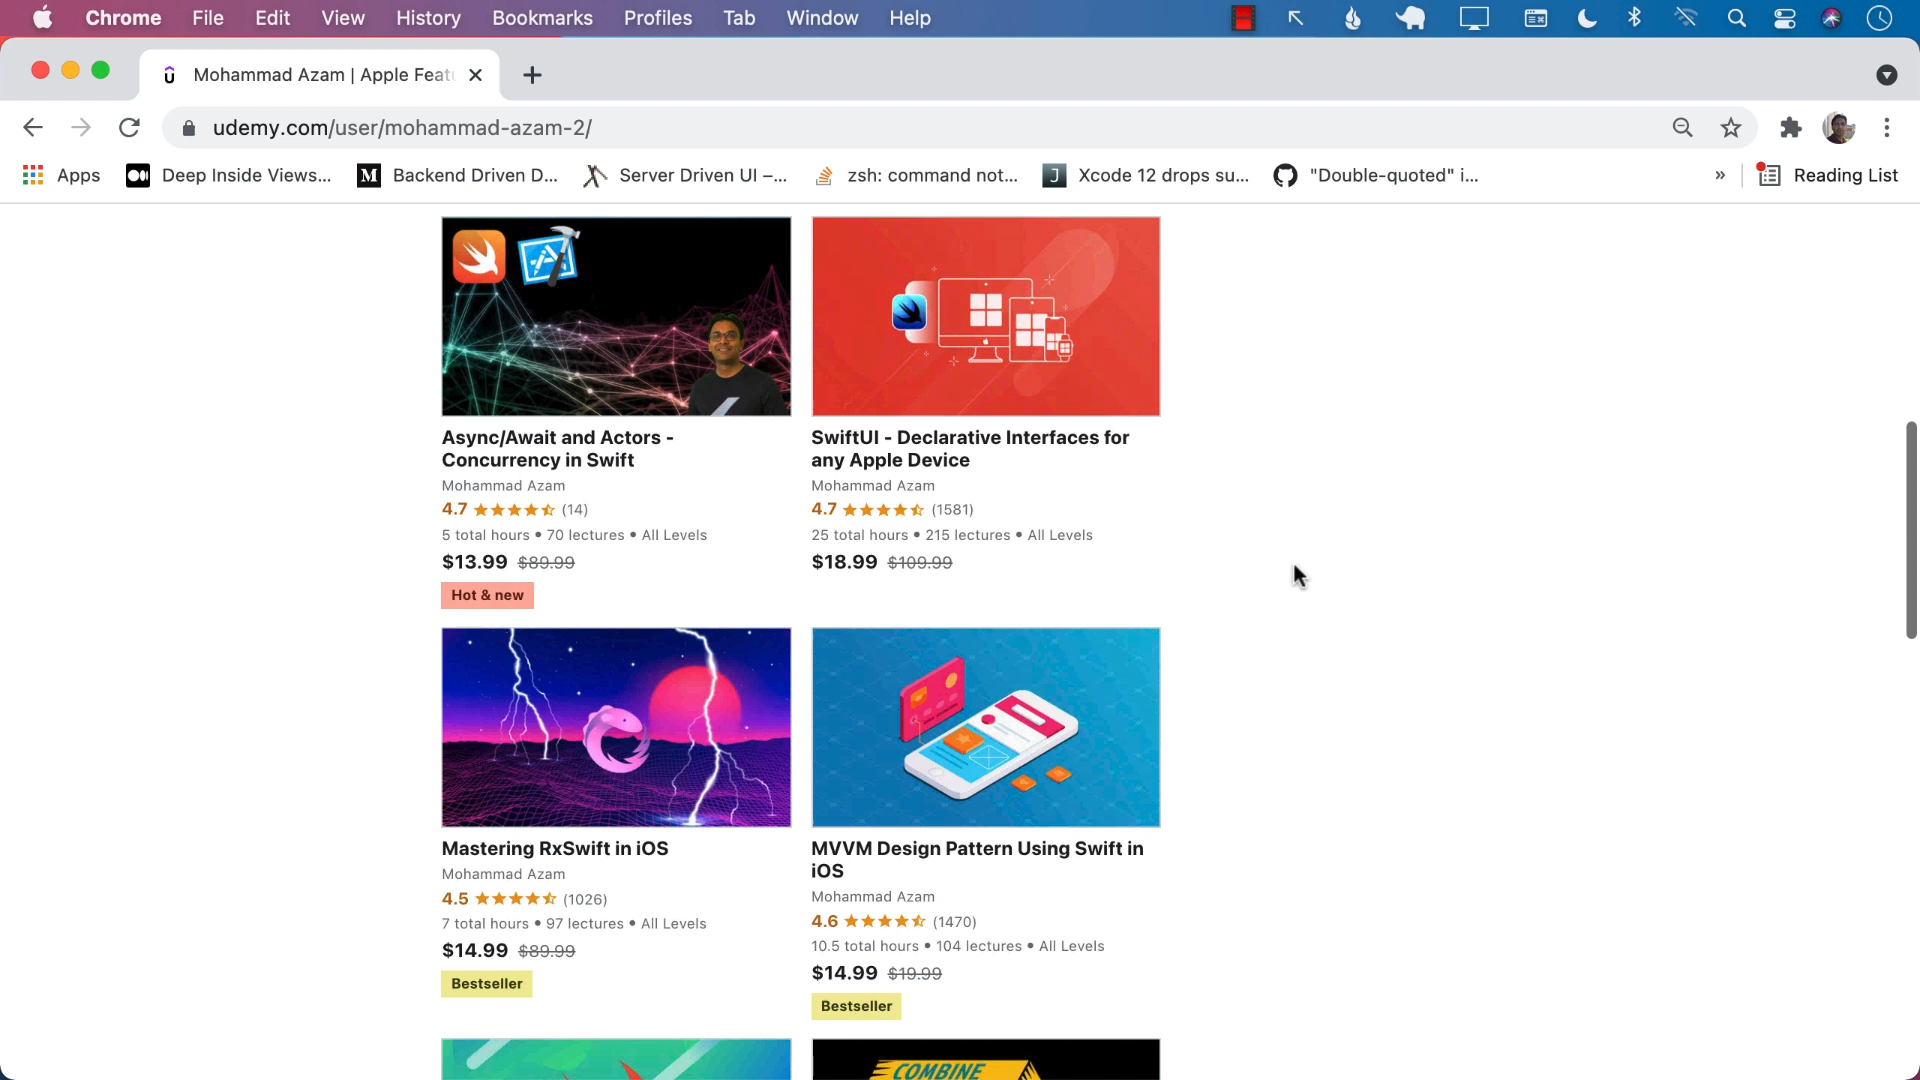 Chrome File Edit View History Bookmarks Profiles Tab Window Help
Mohammad Azam | Apple Feat
udemy.com/user/mohammad-azam-2/
Apps Deep Inside Views... Backend Driven D... Server Driven UI –... zsh: command not... Xcode 12 drops su... "Double-quoted" i... » Reading List
Async/Await and Actors -
Concurrency in Swift
Mohammad Azam
4.7 (14)
5 total hours • 70 lectures • All Levels
$13.99 $89.99
Hot & new
SwiftUI - Declarative Interfaces for
any Apple Device
Mohammad Azam
4.7 (1581)
25 total hours • 215 lectures • All Levels
$18.99 $109.99
Mastering RxSwift in iOS
Mohammad Azam
4.5 (1026)
7 total hours • 97 lectures • All Levels
$14.99 $89.99
Bestseller
MVVM Design Pattern Using Swift in
iOS
Mohammad Azam
4.6 (1470)
10.5 total hours • 104 lectures • All Levels
$14.99 $19.99
Bestseller
COMBINE